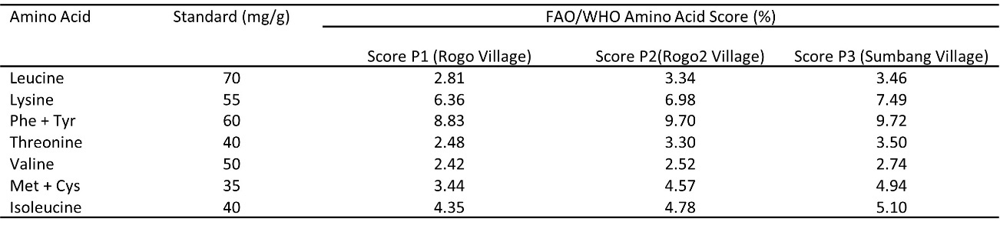 Amino Acid Standard (mg/g) FAO/WHO Amino Acid Score (%)
Score P1 (Rogo Village) Score P2(Rogo2 Village) Score P3 (Sumbang Village)
Leucine 70 2.81 3.34 3.46
Lysine 55 6.36 6.98 7.49
Phe + Tyr 60 8.83 9.70 9.72
Threonine 40 2.48 3.30 3.50
Valine 50 2.42 2.52 2.74
Met + Cys 35 3.44 4.57 4.94
Isoleucine 40 4.35 4.78 5.10